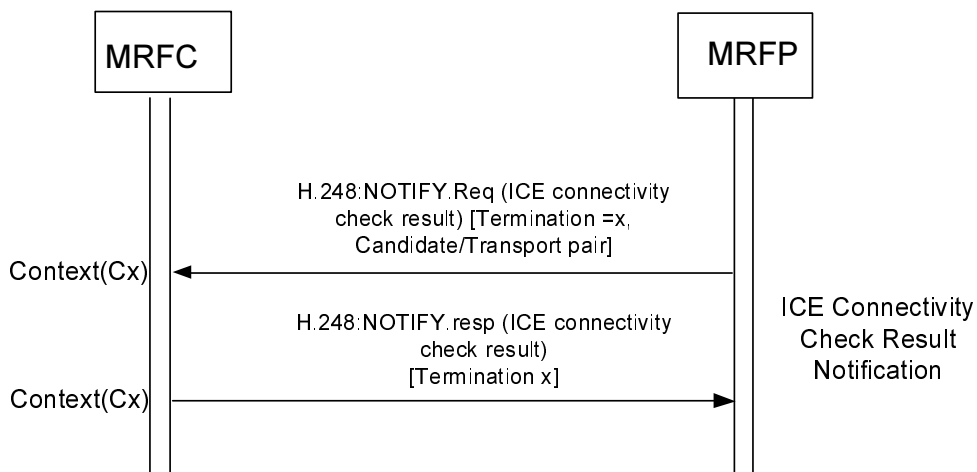 MRFC
MRFP
H.248:NOTIFY.Req (ICE connectivity
check result) [Termination =x,
Candidate/Transport pair]
Context(Cx)
H.248:NOTIFY.resp (ICE connectivity
check result)
[Termination x]
Context(Cx)
ICE Connectivity
Check Result
Notification